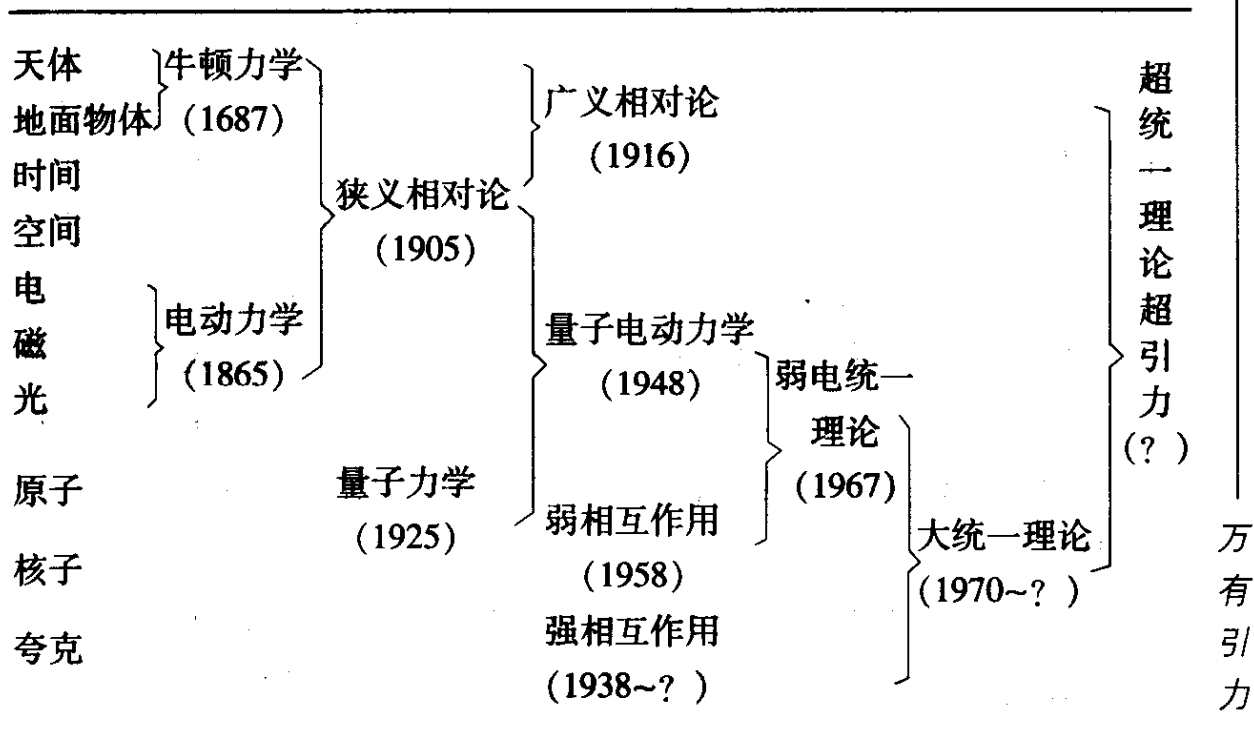 天体
地面物体
时间
空间
电
磁
光
原子
核子
夸克
牛顿力学
(1687)
电动力学
(1865)
狭义相对论
(1905)
量子力学
(1925)
广义相对论
(1916)
量子电动力学
(1948)
弱相互作用
(1958)
强相互作用
(1938~? )
弱电统一
理论
(1967)
大统一理论
(1970~? )
超
统
一
理
论
超
引
力
(? )
万
有
引
力